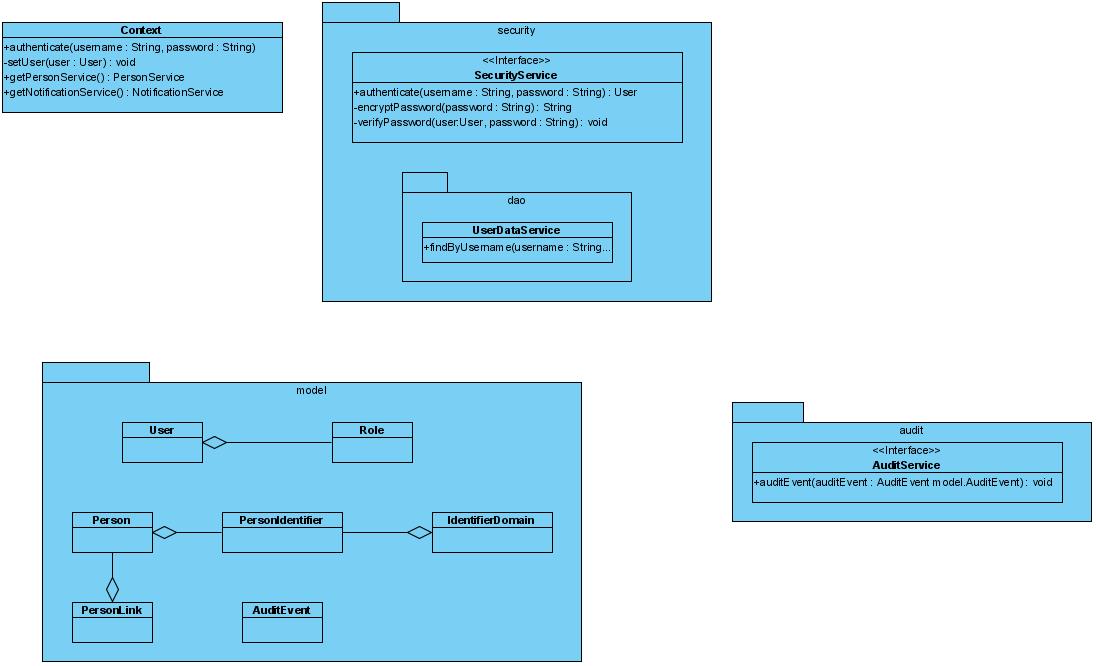 Context
+authenticate(username : String, password : String)
-setUser(user : User) : void
+getPersonService() : PersonService
+getNotificationService() : NotificationService
security
<<Interface>>
SecurityService
+authenticate(username : String, password : String) : User
-encryptPassword(password : String) : String
-verifyPassword(user:User, password : String) : void
dao
UserDataService
+findByUsername(username : String...
model
User
Role
Person
PersonIdentifier
IdentifierDomain
PersonLink
AuditEvent
audit
<<Interface>>
AuditService
+auditEvent(auditEvent : AuditEvent model.AuditEvent) : void